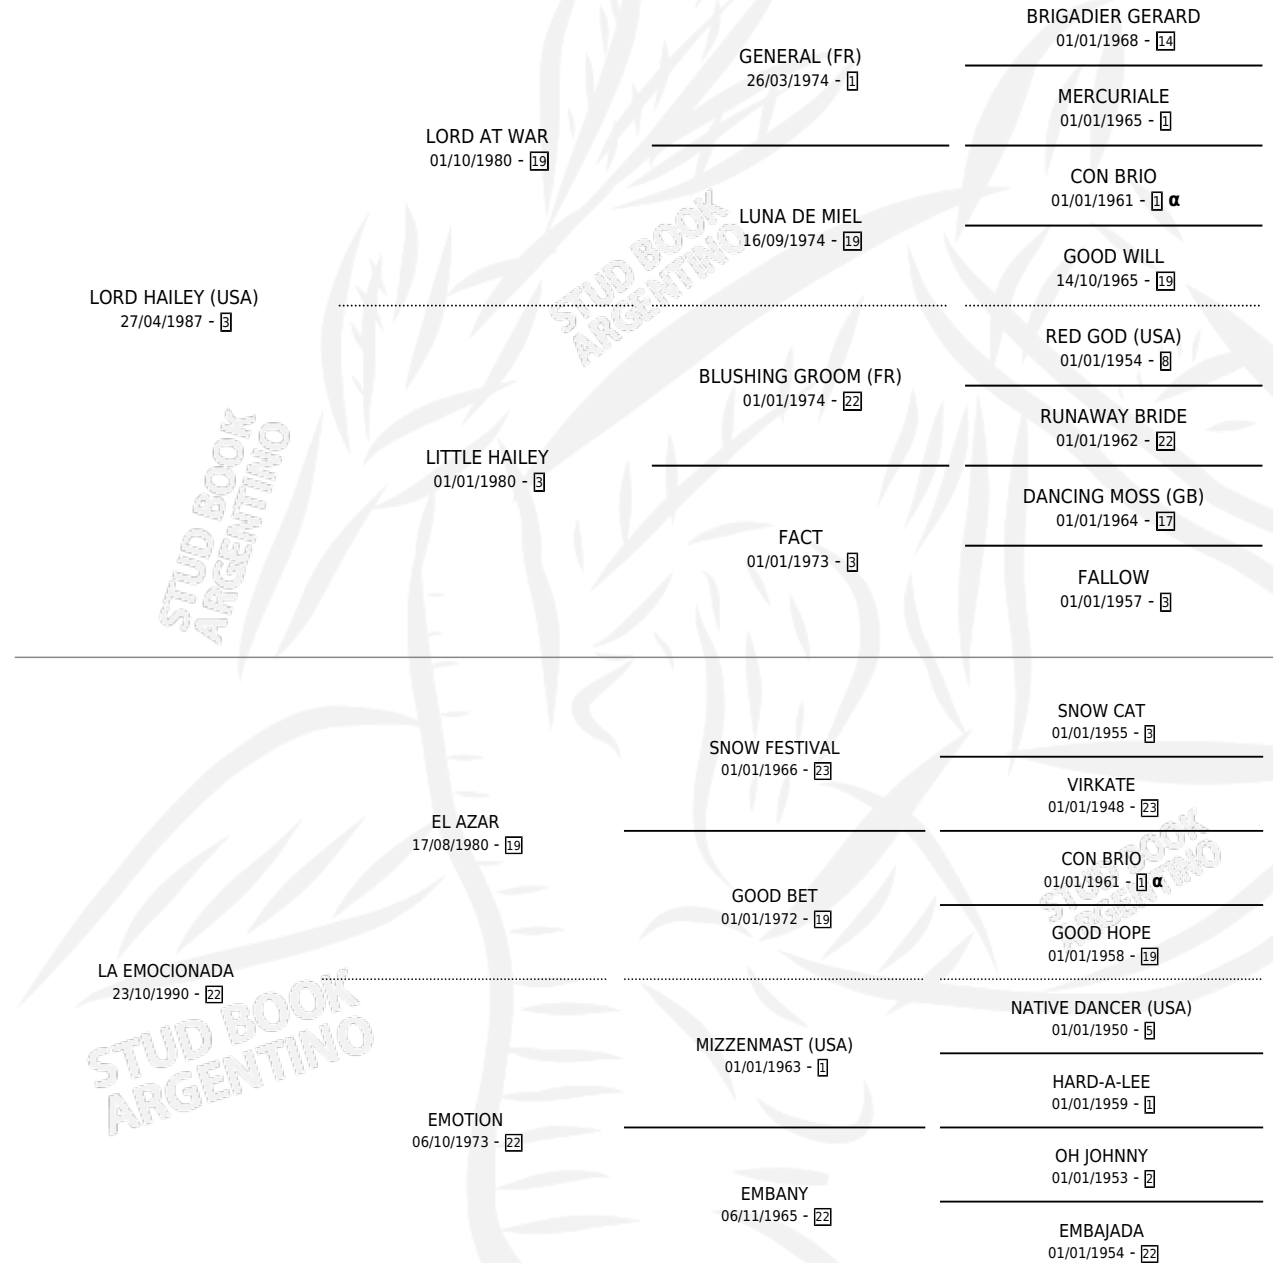 BRIGADIER GERARD
01/01/1968 - 14
GENERAL (FR)
26/03/1974 - 1
MERCURIALE
01/01/1965 - 1
LORD AT WAR
01/10/1980 - 19
CON BRIO
01/01/1961 - 1 α
LUNA DE MIEL
16/09/1974 - 19
GOOD WILL
14/10/1965 - 19
LORD HAILEY (USA)
27/04/1987 - 3
RED GOD (USA)
01/01/1954 - 8
BLUSHING GROOM (FR)
01/01/1974 - 22
RUNAWAY BRIDE
01/01/1962 - 22
LITTLE HAILEY
01/01/1980 - 3
DANCING MOSS (GB)
01/01/1964 - 17
FACT
01/01/1973 - 3
FALLOW
01/01/1957 - 3
STUD BOOK
ARGENTINO
STUD BOOK
ARGENTINO
SNOW CAT
01/01/1955 - 3
SNOW FESTIVAL
01/01/1966 - 23
VIRKATE
01/01/1948 - 23
EL AZAR
17/08/1980 - 19
CON BRIO
01/01/1961 - 1 α
GOOD BET
01/01/1972 - 19
GOOD HOPE
01/01/1958 - 19
LA EMOCIONADA
23/10/1990 - 22
NATIVE DANCER (USA)
01/01/1950 - 5
MIZZENMAST (USA)
01/01/1963 - 1
HARD-A-LEE
01/01/1959 - 1
EMOTION
06/10/1973 - 22
OH JOHNNY
01/01/1953 - 2
EMBANY
06/11/1965 - 22
EMBAJADA
01/01/1954 - 22
STUD BOOK
ARGENTINO
STUD BOOK
ARGENTINO